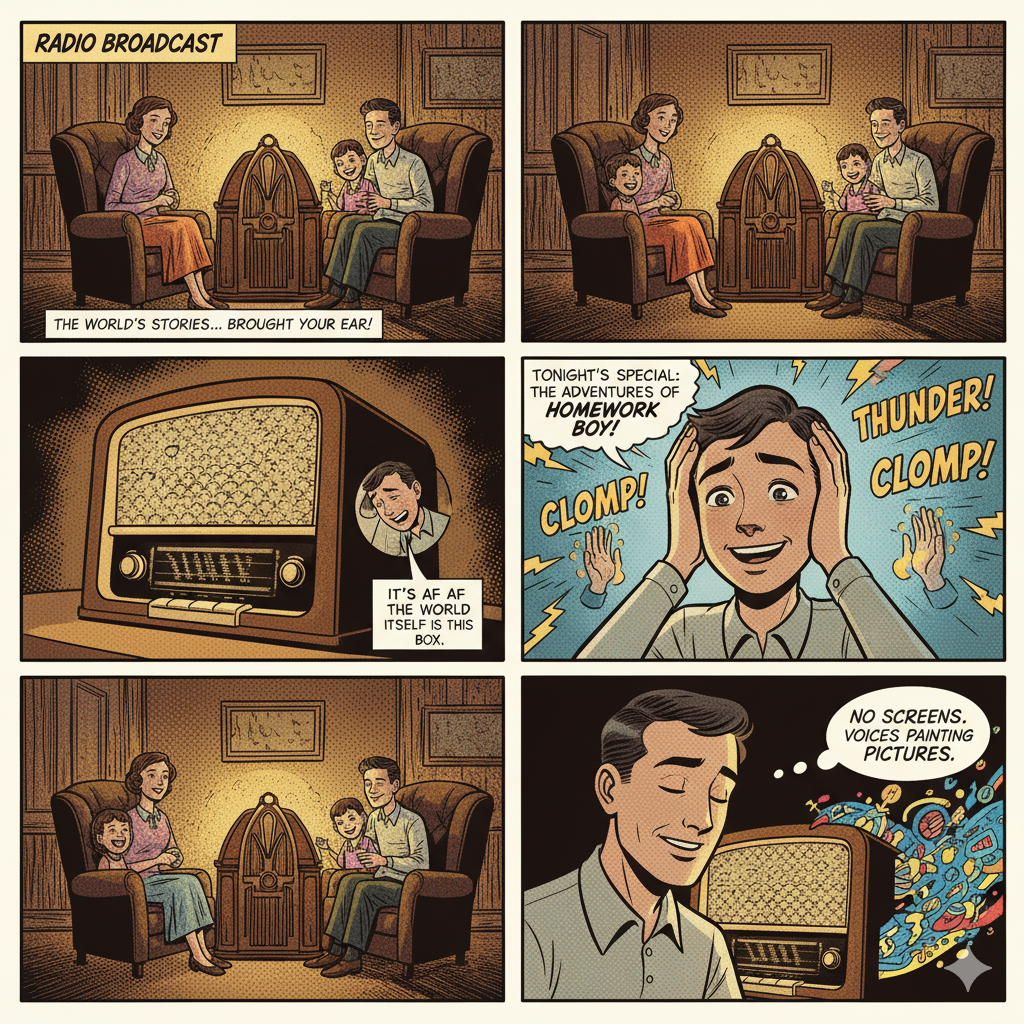 RADIO BROADCAST
THE WORLD'S STORIES... BROUGHT YOUR EAR!
IT'S AF AF
THE WORLD
ITSELF IS THIS
BOX.
TONIGHT'S SPECIAL:
THE ADVENTURES OF
HOMEWORK
BOY!
THUNDER!
CLOMP!
CLOMP!
NO SCREENS.
VOICES PAINTING
PICTURES.